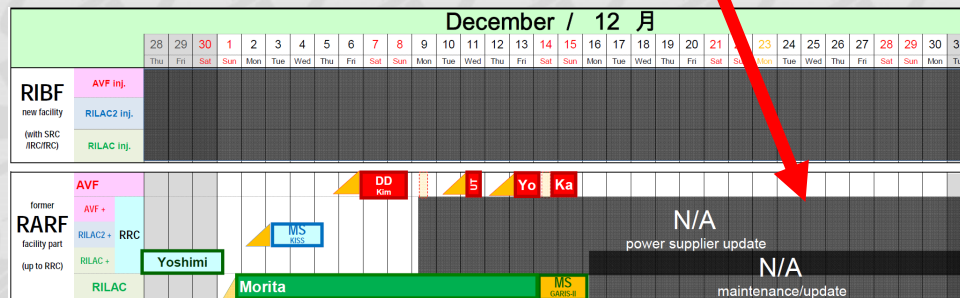 December / 12 月
28 29 30 1 2 3 4 5 6 7 8 9 10 11 12 13 14 15 16 17 18 19 20 21 23 24 25 26 27 28 29 30
Thu Fri Sat Sun Mon Tue Wed Thu Fri Sat Sun Mon Tue Wed Thu Fri Sat Sun Mon Tue Wed Thu Fri Sat Mon Tue Wed Thu Fri Sat Sun Mon
RIBF
new facility
(with SRC
/IRC/fRC)
AVF inj.
RILAC2 inj.
RILAC inj.
former
RARF
facility part
(up to RRC)
AVF
DD
Kim
UT
Yo
Ka
AVF +
RILAC2 +
RRC
MS
KISS
N/A
power supplier update
RILAC +
Yoshimi
N/A
maintenance/update
RILAC
Morita
MS
GARIS-II